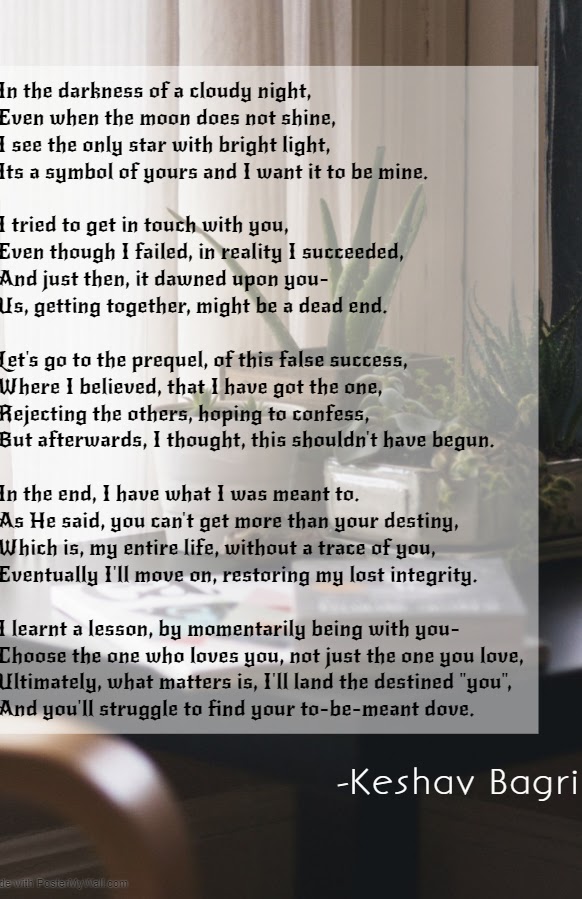 In the darkness of a cloudy night,
Even when the moon does not shine,
I see the only star with bright light,
Its a symbol of yours and I want it to be mine.
I tried to get in touch with you,
Even though I failed, in reality I succeeded,
And just then, it dawned upon you-
Us, getting together, might be a dead end.
Let's go to the prequel, of this false success,
Where I believed, that I have got the one,
Rejecting the others, hoping to confess,
But afterwards, I thought, this shouldn't have begun.
In the end, I have what I was meant to.
As He said, you can't get more than your destiny,
Which is, my entire life, without a trace of you,
Eventually I'll move on, restoring my lost integrity.
I learnt a lesson, by momentarily being with you-
Choose the one who loves you, not just the one you love,
Ultimately, what matters is, I'll land the destined "you",
And you'll struggle to find your to-be-meant dove.
-Keshav Bagri
with PosterMyWall.com